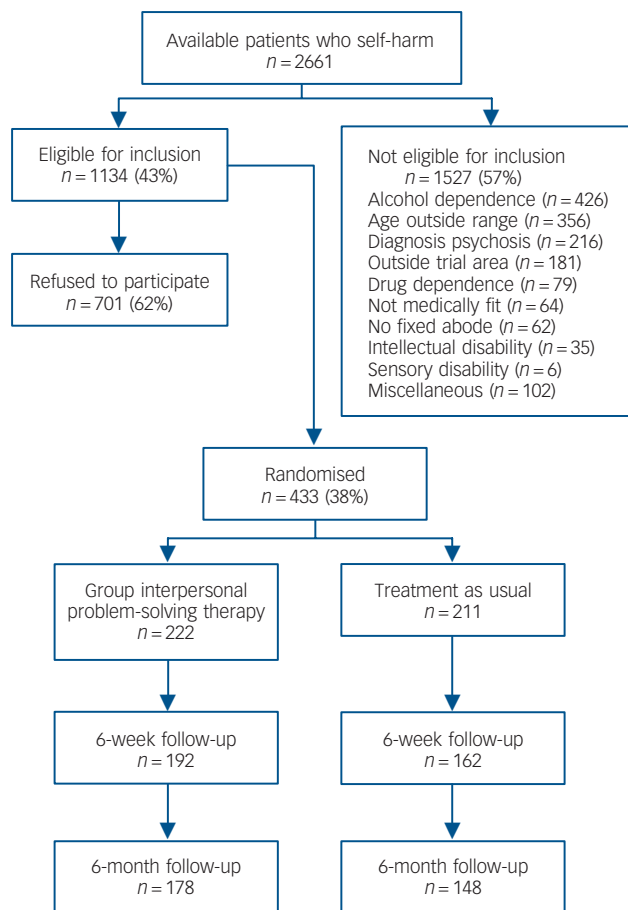 Available patients who self-harm
n = 2661
Eligible for inclusion
n = 1134 (43%)
Not eligible for inclusion
n = 1527 (57%)
Alcohol dependence (n = 426)
Age outside range (n = 356)
Diagnosis psychosis (n = 216)
Outside trial area (n = 181)
Drug dependence (n = 79)
Not medically fit (n = 64)
No fixed abode (n = 62)
Intellectual disability (n = 35)
Sensory disability (n = 6)
Miscellaneous (n = 102)
Refused to participate
n = 701 (62%)
Randomised
n = 433 (38%)
Group interpersonal
problem-solving therapy
n = 222
Treatment as usual
n = 211
6-week follow-up
n = 192
6-week follow-up
n = 162
6-month follow-up
n = 178
6-month follow-up
n = 148